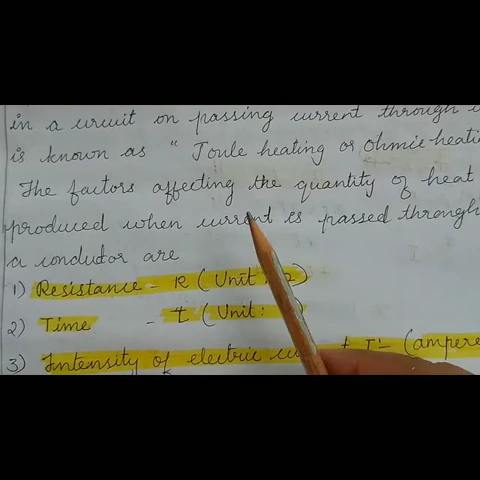 in a circuit on passing current through
is known as " Joule heating or ohmic heati
The factors affecting the quantity of heat
produced when current is passed through
a conductor are
1) Resistance - R ( Unit
2) Time - t ( Unit:
3) Intensity of electric I - (ampere